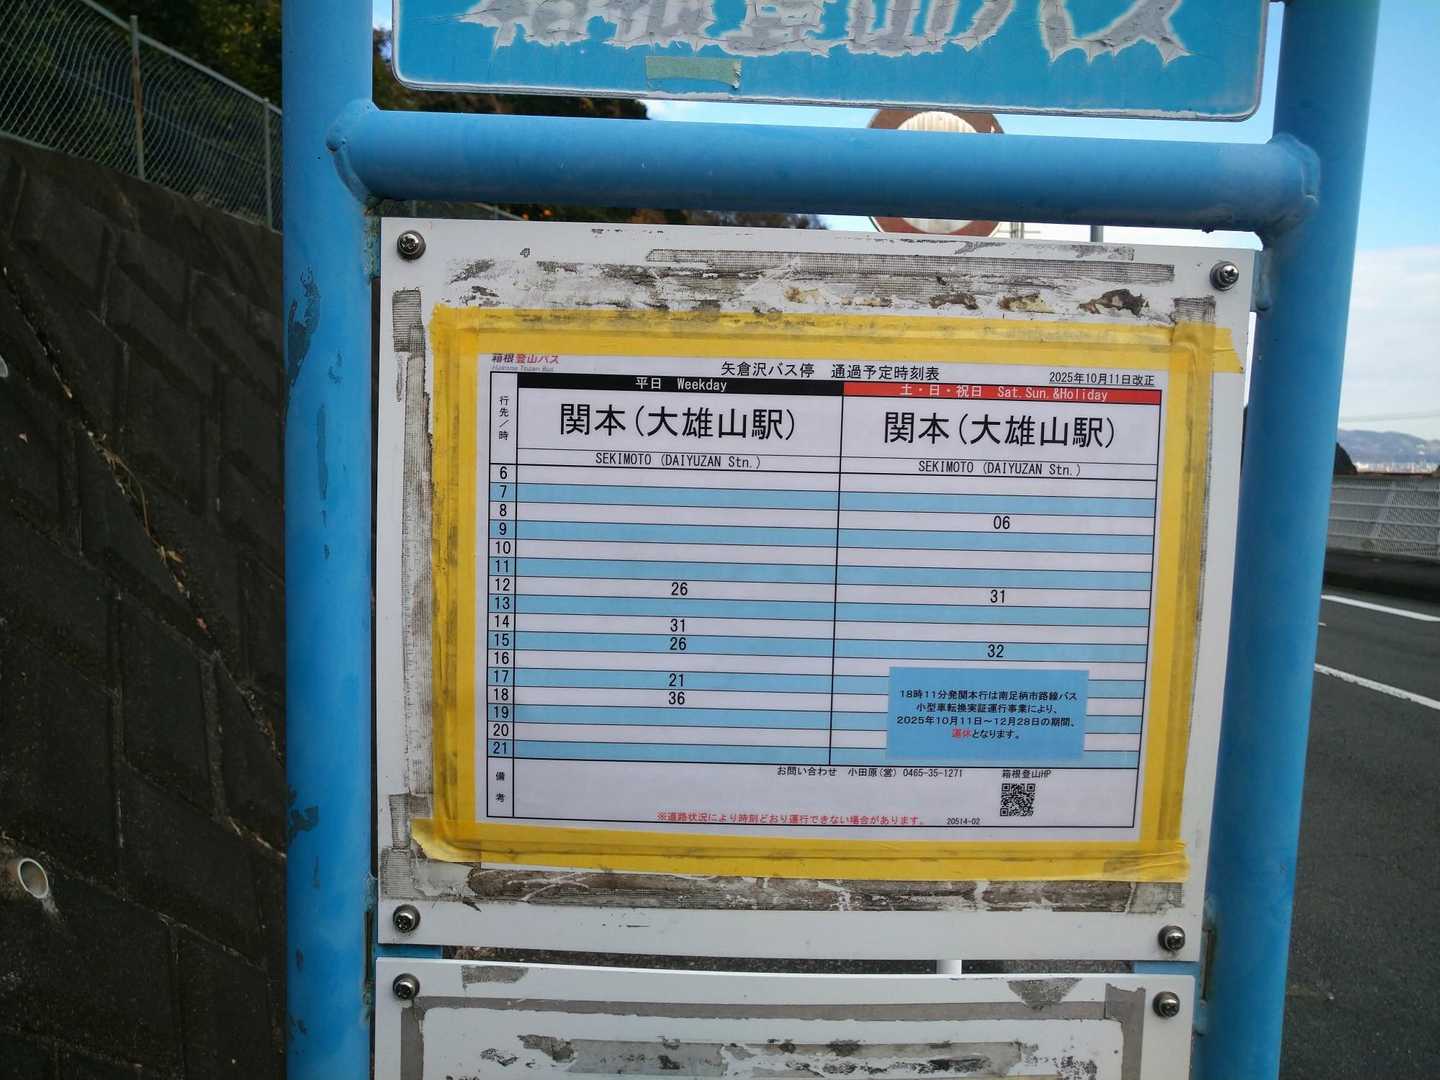 箱根登山バス
4
箱根登山バス
Hakone Tozan Bus
矢倉沢バス停 通過予定時刻表
2025年10月11日改正
行先/時
平日 Weekday
土・日・祝日 Sat.Sun.&Holiday
関本(大雄山駅)
関本(大雄山駅)
SEKIMOTO (DAIYUZAN Stn.)
SEKIMOTO (DAIYUZAN Stn.)
6
7
8 06
9
10
11
12 26 31
13
14 31
15 26 32
16
17 21
18 36
19
20
21
18時11分発関本行は南足柄市路線バス
小型車転換実証運行事業により、
2025年10月11日~12月28日の期間、
運休となります。
備考
お問い合わせ 小田原(営) 0465-35-1271
箱根登山HP
※道路状況により時刻どおり運行できない場合があります。
20514-02